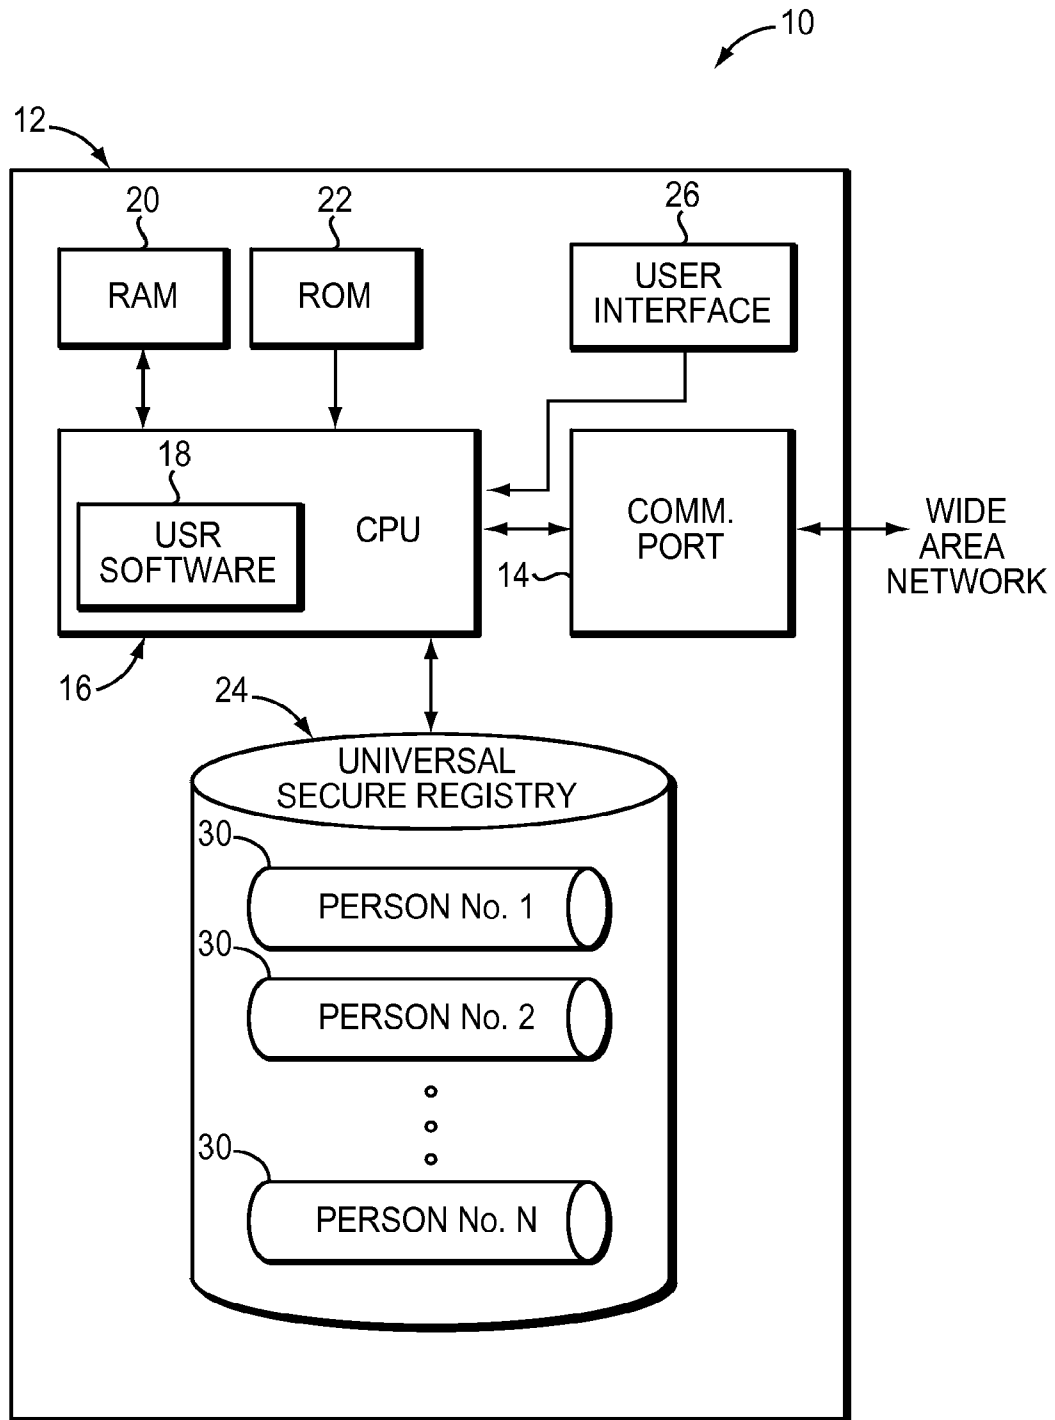 10
12
20
22
26
RAM
ROM
USER
INTERFACE
18
USR
SOFTWARE
CPU
COMM.
PORT
14
WIDE
AREA
NETWORK
16
24
UNIVERSAL
SECURE REGISTRY
30
PERSON No. 1
30
PERSON No. 2
30
PERSON No. N